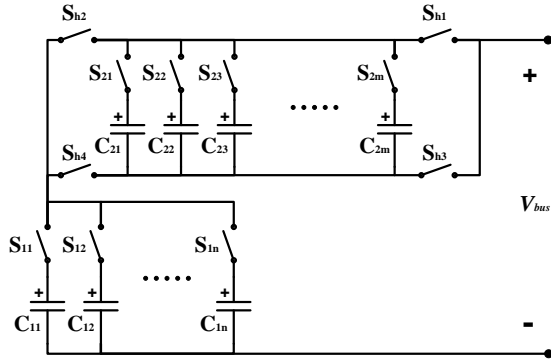 Sh2 Sh1
S21 S22 S23 S2m
+ + + + +
C21 C22 C23 ..... C2m
Sh4 Sh3
Vbus
S11 S12 S1n
+ + ..... +
C11 C12 C1n
-